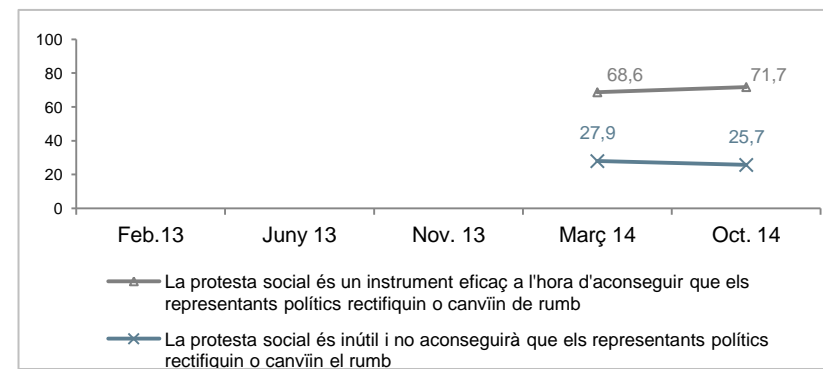 100
80
60
40
20
0
68,6
71,7
27,9
25,7
Feb.13 Juny 13 Nov. 13 Març 14 Oct. 14
La protesta social és un instrument eficaç a l'hora d'aconseguir que els
representants polítics rectifiquin o canvïin de rumb
La protesta social és inútil i no aconseguirà que els representants polítics
rectifiquin o canvïin el rumb